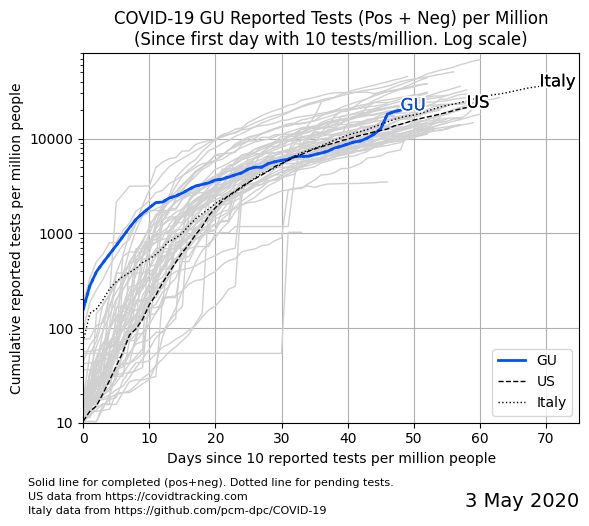 COVID-19 GU Reported Tests (Pos + Neg) per Million
(Since first day with 10 tests/million. Log scale)
Cumulative reported tests per million people
10000
1000
100
10
GU
US
Italy
GU
US
Italy
0 10 20 30 40 50 60 70
Days since 10 reported tests per million people
Solid line for completed (pos+neg). Dotted line for pending tests.
US data from https://covidtracking.com
Italy data from https://github.com/pcm-dpc/COVID-19
3 May 2020